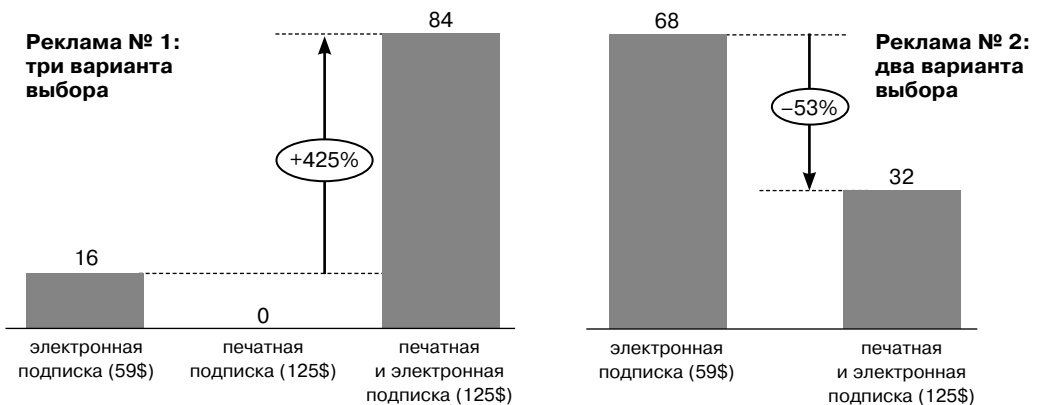 Реклама № 1:
три варианта
выбора
84
+425%
16
0
электронная
подписка (59$)
печатная
подписка (125$)
печатная
и электронная
подписка (125$)
68
Реклама № 2:
два варианта
выбора
–53%
32
электронная
подписка (59$)
печатная
и электронная
подписка (125$)